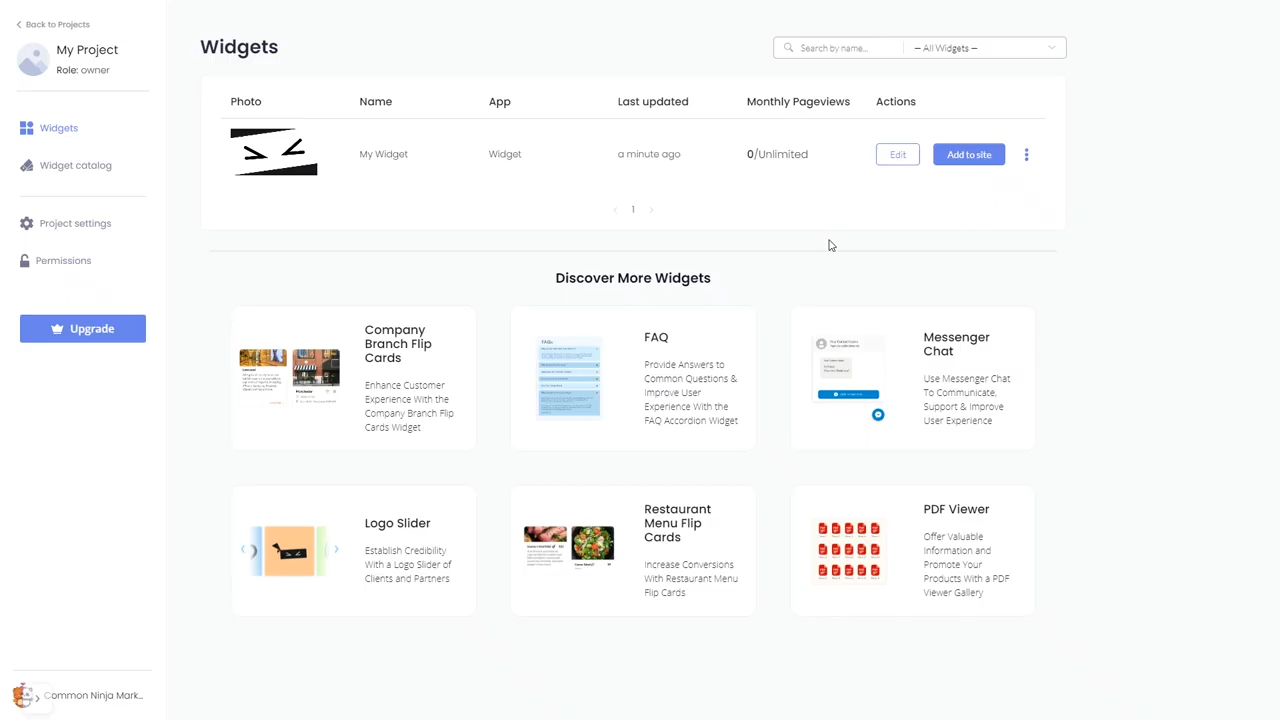 Back to Projects
My Project
Role: owner
Widgets
Widget catalog
Project settings
Permissions
Upgrade
Common Ninja Mark...
Widgets
Search by name...
— All Widgets —
Photo Name App Last updated Monthly Pageviews Actions
My Widget Widget a minute ago 0/Unlimited Edit Add to site
1
Discover More Widgets
Company
Branch Flip
Cards
Enhance Customer
Experience With the
Company Branch Flip
Cards Widget
FAQ
Provide Answers to
Common Questions &
Improve User
Experience With the
FAQ Accordion Widget
Messenger
Chat
Use Messenger Chat
To Communicate,
Support & Improve
User Experience
Logo Slider
Establish Credibility
With a Logo Slider of
Clients and Partners
Restaurant
Menu Flip
Cards
Increase Conversions
With Restaurant Menu
Flip Cards
PDF Viewer
Offer Valuable
Information and
Promote Your
Products With a PDF
Viewer Gallery